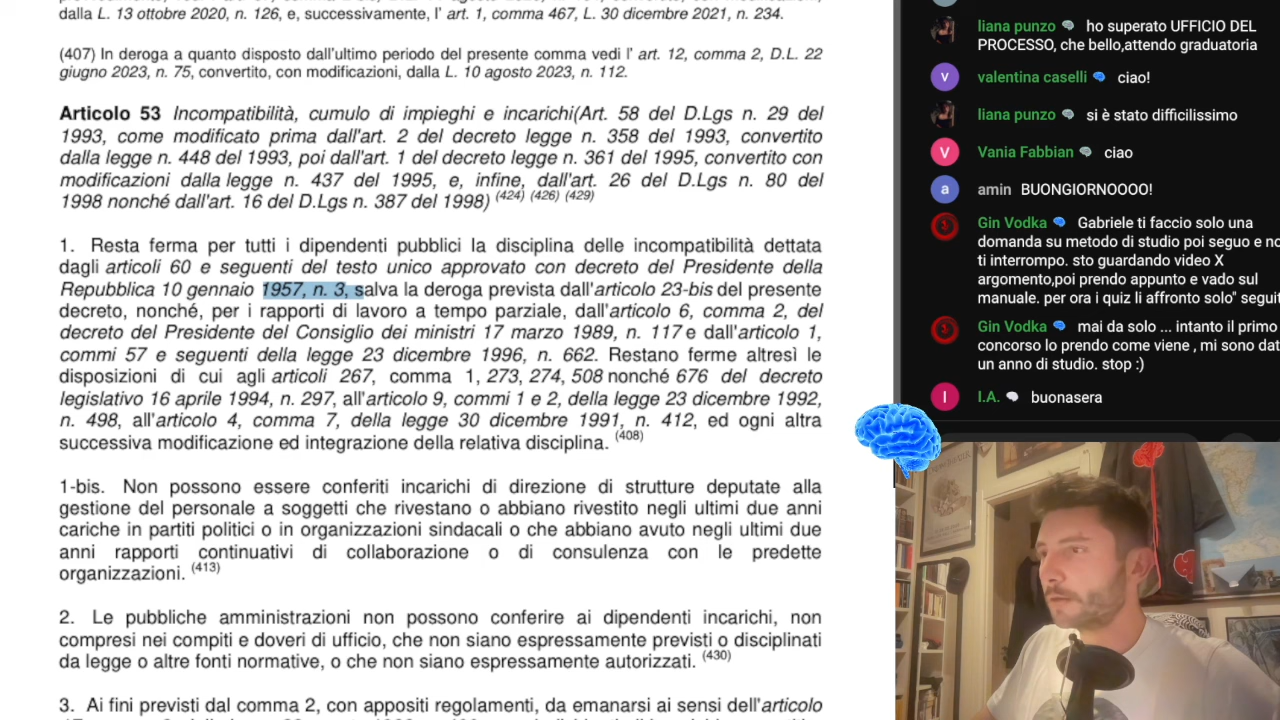 dalla L. 13 ottobre 2020, n. 126, e, successivamente, l' art. 1, comma 467, L. 30 dicembre 2021, n. 234.
(407) In deroga a quanto disposto dall'ultimo periodo del presente comma vedi l' art. 12, comma 2, D.L. 22
giugno 2023, n. 75, convertito, con modificazioni, dalla L. 10 agosto 2023, n. 112.
Articolo 53 Incompatibilità, cumulo di impieghi e incarichi(Art. 58 del D.Lgs n. 29 del
1993, come modificato prima dall'art. 2 del decreto legge n. 358 del 1993, convertito
dalla legge n. 448 del 1993, poi dall'art. 1 del decreto legge n. 361 del 1995, convertito con
modificazioni dalla legge n. 437 del 1995, e, infine, dall'art. 26 del D.Lgs n. 80 del
1998 nonché dall'art. 16 del D.Lgs n. 387 del 1998) (424) (426) (429)
1. Resta ferma per tutti i dipendenti pubblici la disciplina delle incompatibilità dettata
dagli articoli 60 e seguenti del testo unico approvato con decreto del Presidente della
Repubblica 10 gennaio 1957, n. 3, salva la deroga prevista dall'articolo 23-bis del presente
decreto, nonché, per i rapporti di lavoro a tempo parziale, dall'articolo 6, comma 2, del
decreto del Presidente del Consiglio dei ministri 17 marzo 1989, n. 117 e dall'articolo 1,
commi 57 e seguenti della legge 23 dicembre 1996, n. 662. Restano ferme altresì le
disposizioni di cui agli articoli 267, comma 1, 273, 274, 508 nonché 676 del decreto
legislativo 16 aprile 1994, n. 297, all'articolo 9, commi 1 e 2, della legge 23 dicembre 1992,
n. 498, all'articolo 4, comma 7, della legge 30 dicembre 1991, n. 412, ed ogni altra
successiva modificazione ed integrazione della relativa disciplina. (408)
1-bis. Non possono essere conferiti incarichi di direzione di strutture deputate alla
gestione del personale a soggetti che rivestano o abbiano rivestito negli ultimi due anni
cariche in partiti politici o in organizzazioni sindacali o che abbiano avuto negli ultimi due
anni rapporti continuativi di collaborazione o di consulenza con le predette
organizzazioni. (413)
2. Le pubbliche amministrazioni non possono conferire ai dipendenti incarichi, non
compresi nei compiti e doveri di ufficio, che non siano espressamente previsti o disciplinati
da legge o altre fonti normative, o che non siano espressamente autorizzati. (430)
3. Ai fini previsti dal comma 2, con appositi regolamenti, da emanarsi ai sensi dell'articolo
liana punzo ho superato UFFICIO DEL
PROCESSO, che bello,attendo graduatoria
V valentina caselli ciao!
liana punzo si è stato difficilissimo
V Vania Fabbian ciao
a amin BUONGIORNOOOO!
Gin Vodka Gabriele ti faccio solo una
domanda su metodo di studio poi seguo e no
ti interrompo. sto guardando video X
argomento,poi prendo appunto e vado sul
manuale. per ora i quiz li affronto solo" seguit
Gin Vodka mai da solo ... intanto il primo
concorso lo prendo come viene , mi sono dat
un anno di studio. stop :)
I I.A. buonasera